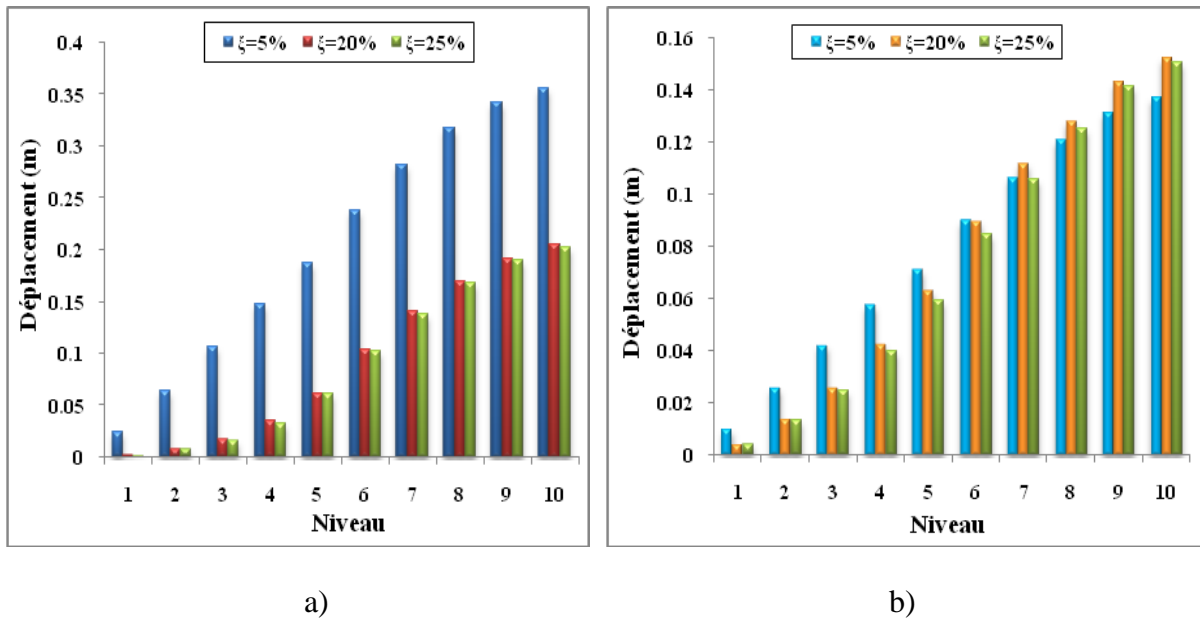 ξ=5% ξ=20% ξ=25%
0.4
0.35
0.3
0.25
0.2
0.15
0.1
0.05
0
Déplacement (m)
1 2 3 4 5 6 7 8 9 10
Niveau
a)
ξ=5% ξ=20% ξ=25%
0.16
0.14
0.12
0.1
0.08
0.06
0.04
0.02
0
Déplacement (m)
1 2 3 4 5 6 7 8 9 10
Niveau
b)